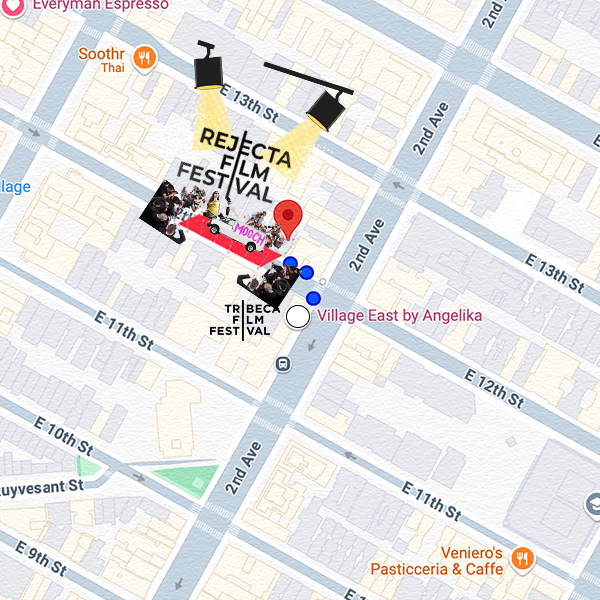 Everyman Espresso
2nd
Soothr
Thai
E 13th St
2nd Ave
REJECTA
FILM
FESTIVAL
llage
MOOCH
2nd Ave
E 13th St
TRIBECA
FILM
FESTIVAL
Village East by Angelika
E 11th St
E 12th St
E 10th St
2nd Ave
uyvesant St
E 11th St
E 9th St
Veniero's
Pasticceria & Caffe